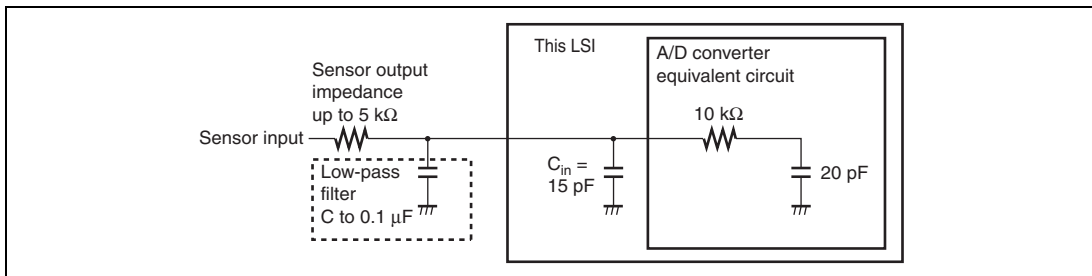 This LSI
A/D converter
equivalent circuit
Sensor output
impedance
up to 5 kΩ
10 kΩ
Sensor input
Low-pass
filter
C to 0.1 μF
Cin =
15 pF
20 pF